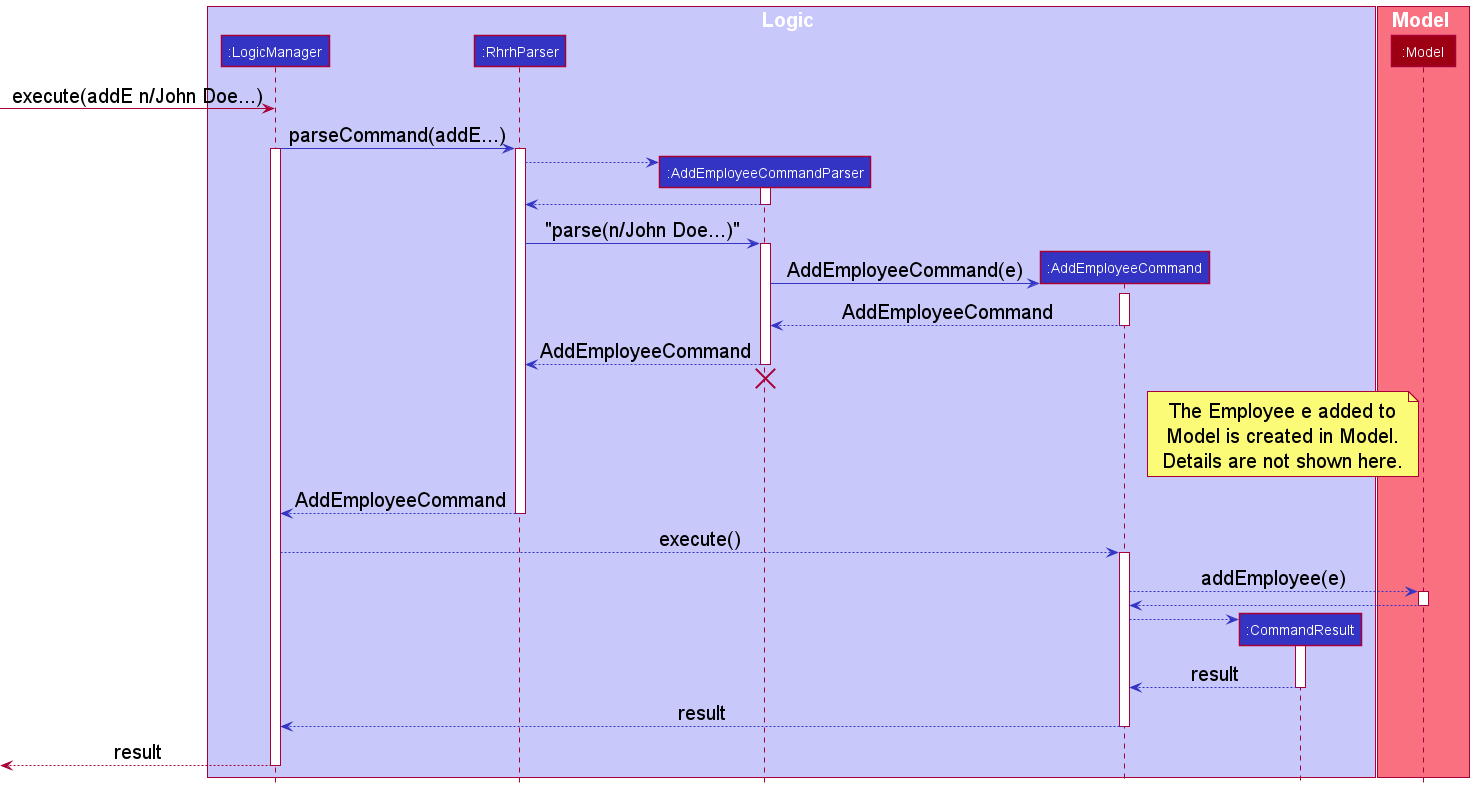 Logic
Model
:LogicManager
:RhrhParser
:Model
execute(addE n/John Doe...)
parseCommand(addE...)
:AddEmployeeCommandParser
"parse(n/John Doe...)"
AddEmployeeCommand(e)
:AddEmployeeCommand
AddEmployeeCommand
AddEmployeeCommand
The Employee e added to
Model is created in Model.
Details are not shown here.
AddEmployeeCommand
execute()
addEmployee(e)
:CommandResult
result
result
result